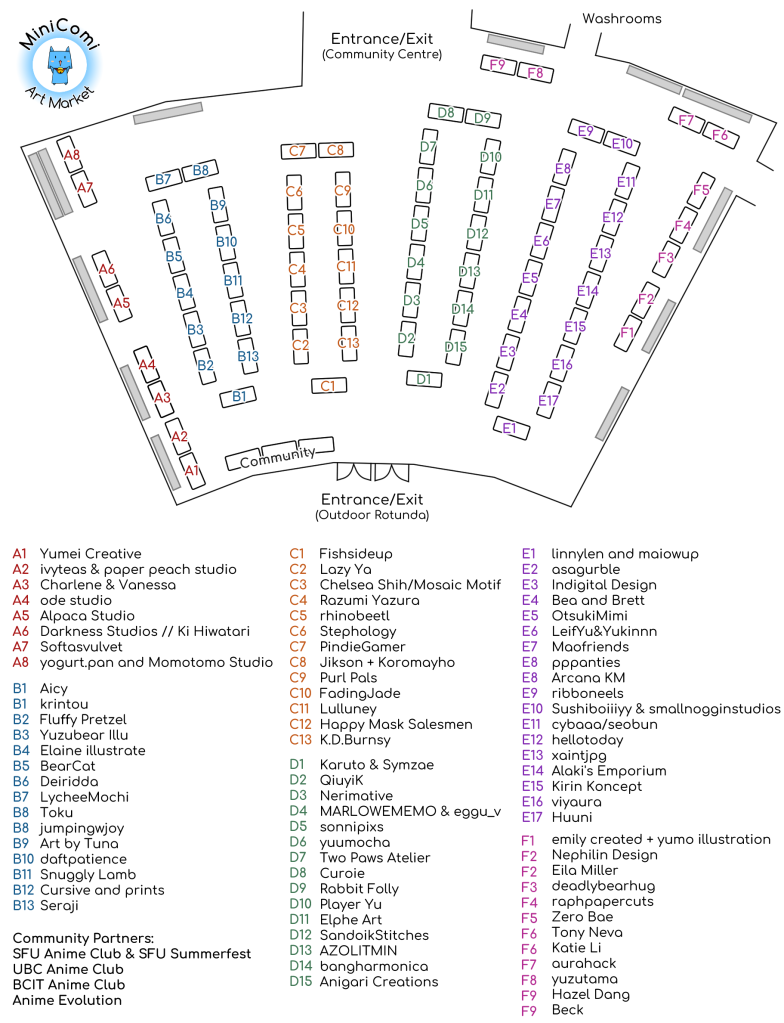 MiniComi
Art Market
Entrance/Exit
(Community Centre)
Washrooms
F9 F8
F7 F6
D8 D9
E9 E10
C7 C8
B7 B8
A8
A7
A6
A5
A4
A3
A2
A1
B6
B5
B4
B3
B2
B9
B10
B11
B12
B13
B1
C6
C5
C4
C3
C2
C9
C10
C11
C12
C13
C1
D7
D6
D5
D4
D3
D2
D10
D11
D12
D13
D14
D15
D1
E8
E7
E6
E5
E4
E3
E2
E11
E12
E13
E14
E15
E16
E17
E1
F5
F4
F3
F2
F1
Community
Entrance/Exit
(Outdoor Rotunda)
A1 Yumei Creative
A2 ivyteas & paper peach studio
A3 Charlene & Vanessa
A4 ode studio
A5 Alpaca Studio
A6 Darkness Studios // Ki Hiwatari
A7 Softasvulvet
A8 yogurt.pan and Momotomo Studio
B1 Aicy
B1 krintou
B2 Fluffy Pretzel
B3 Yuzubear Illu
B4 Elaine illustrate
B5 BearCat
B6 Deiridda
B7 LycheeMochi
B8 Toku
B8 jumpingwjoy
B9 Art by Tuna
B10 daftpatience
B11 Snuggly Lamb
B12 Cursive and prints
B13 Seraji
Community Partners:
SFU Anime Club & SFU Summerfest
UBC Anime Club
BCIT Anime Club
Anime Evolution
C1 Fishsideup
C2 Lazy Ya
C3 Chelsea Shih/Mosaic Motif
C4 Razumi Yazura
C5 rhinobeetl
C6 Stephology
C7 PindieGamer
C8 Jikson + Koromayho
C9 Purl Pals
C10 FadingJade
C11 Lulluney
C12 Happy Mask Salesmen
C13 K.D.Burnsy
D1 Karuto & Symzae
D2 QiuyiK
D3 Nerimative
D4 MARLOWEMEMO & eggu_v
D5 sonnipixs
D6 yuumocha
D7 Two Paws Atelier
D8 Curoie
D9 Rabbit Folly
D10 Player Yu
D11 Elphe Art
D12 SandoikStitches
D13 AZOLITMIN
D14 bangharmonica
D15 Anigari Creations
E1 linnylen and maiowup
E2 asagurble
E3 Indigital Design
E4 Bea and Brett
E5 OtsukiMimi
E6 LeifYu&Yukinnn
E7 Maofriends
E8 pppanties
E8 Arcana KM
E9 ribboneels
E10 Sushiboiiiyy & smallnogginstudios
E11 cybaaa/seobun
E12 hellotoday
E13 xaintjpg
E14 Alaki's Emporium
E15 Kirin Koncept
E16 viyaura
E17 Huuni
F1 emily created + yumo illustration
F2 Nephilin Design
F2 Eila Miller
F3 deadlybearhug
F4 raphpapercuts
F5 Zero Bae
F6 Tony Neva
F6 Katie Li
F7 aurahack
F8 yuzutama
F9 Hazel Dang
F9 Beck